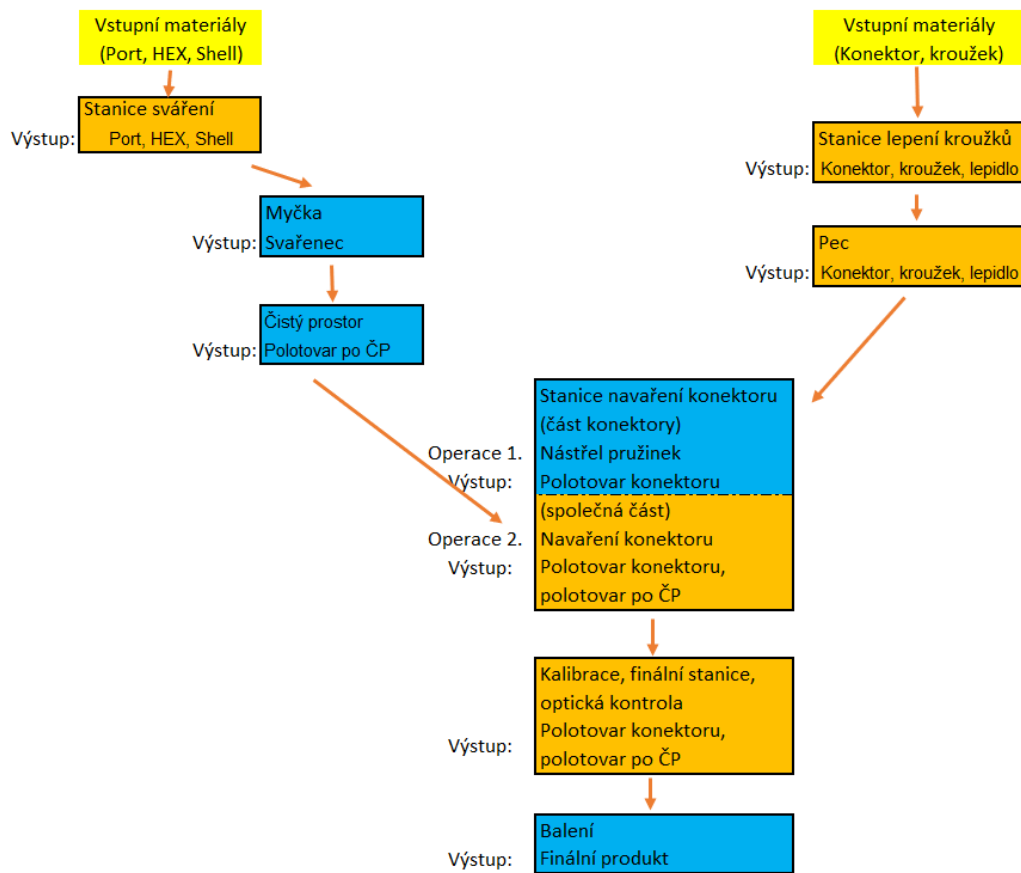 Vstupní materiály
(Port, HEX, Shell)
Stanice sváření
Výstup: Port, HEX, Shell
Myčka
Výstup: Svařenec
Čistý prostor
Výstup: Polotovar po ČP
Vstupní materiály
(Konektor, kroužek)
Stanice lepení kroužků
Výstup: Konektor, kroužek, lepidlo
Pec
Výstup: Konektor, kroužek, lepidlo
Stanice navaření konektoru
(část konektory)
Operace 1. Nástřel pružinek
Výstup: Polotovar konektoru
(společná část)
Operace 2. Navaření konektoru
Výstup: Polotovar konektoru,
polotovar po ČP
Kalibrace, finální stanice,
optická kontrola
Výstup: Polotovar konektoru,
polotovar po ČP
Balení
Výstup: Finální produkt